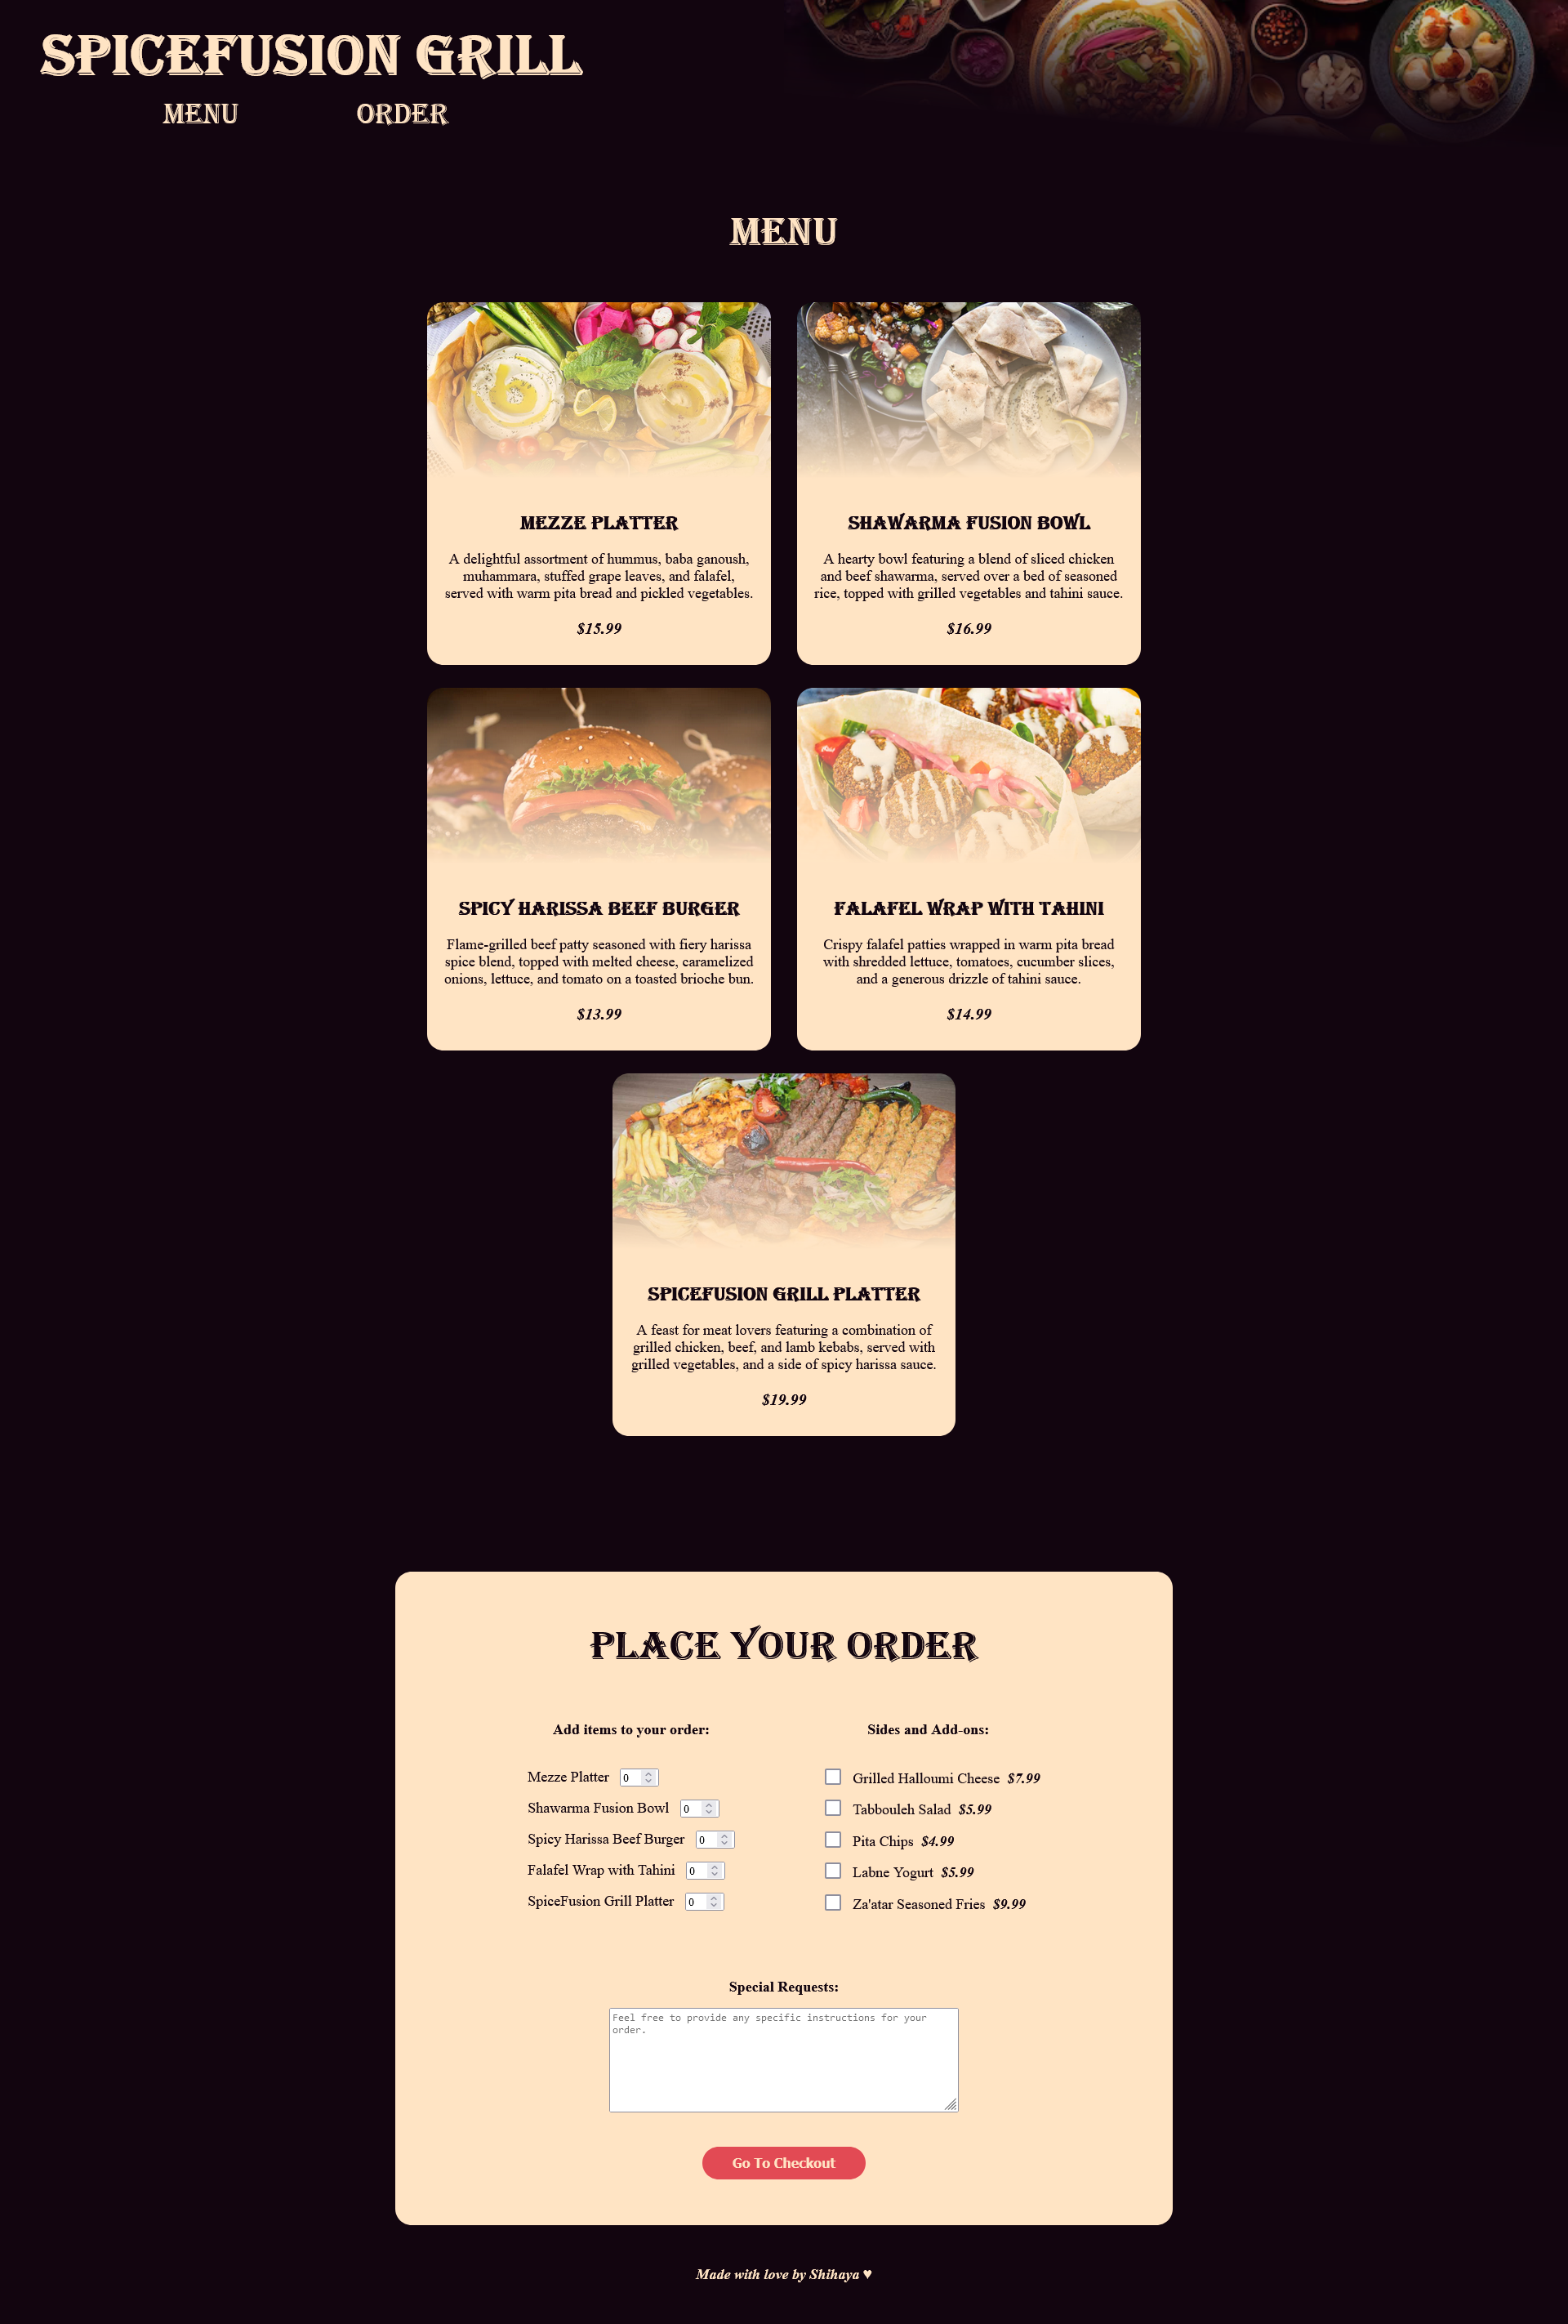 SPICEFUSION GRILL
MENU ORDER
MENU
MEZZE PLATTER
A delightful assortment of hummus, baba ganoush,
muhammara, stuffed grape leaves, and falafel,
served with warm pita bread and pickled vegetables.
$15.99
SHAWARMA FUSION BOWL
A hearty bowl featuring a blend of sliced chicken
and beef shawarma, served over a bed of seasoned
rice, topped with grilled vegetables and tahini sauce.
$16.99
SPICY HARISSA BEEF BURGER
Flame-grilled beef patty seasoned with fiery harissa
spice blend, topped with melted cheese, caramelized
onions, lettuce, and tomato on a toasted brioche bun.
$13.99
FALAFEL WRAP WITH TAHINI
Crispy falafel patties wrapped in warm pita bread
with shredded lettuce, tomatoes, cucumber slices,
and a generous drizzle of tahini sauce.
$14.99
SPICEFUSION GRILL PLATTER
A feast for meat lovers featuring a combination of
grilled chicken, beef, and lamb kebabs, served with
grilled vegetables, and a side of spicy harissa sauce.
$19.99
PLACE YOUR ORDER
Add items to your order:
Mezze Platter 0
Shawarma Fusion Bowl 0
Spicy Harissa Beef Burger 0
Falafel Wrap with Tahini 0
SpiceFusion Grill Platter 0
Sides and Add-ons:
Grilled Halloumi Cheese $7.99
Tabbouleh Salad $5.99
Pita Chips $4.99
Labne Yogurt $5.99
Za'atar Seasoned Fries $9.99
Special Requests:
Feel free to provide any specific instructions for your
order.
Go To Checkout
Made with love by Shihaya ♥